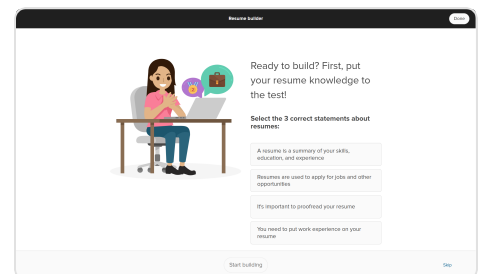 Resume builder
Done
Ready to build? First, put
your resume knowledge to
the test!
Select the 3 correct statements about
resumes:
A resume is a summary of your skills,
education, and experience
Resumes are used to apply for jobs and other
opportunities
It's important to proofread your resume
You need to put work experience on your
resume
Start building
Skip